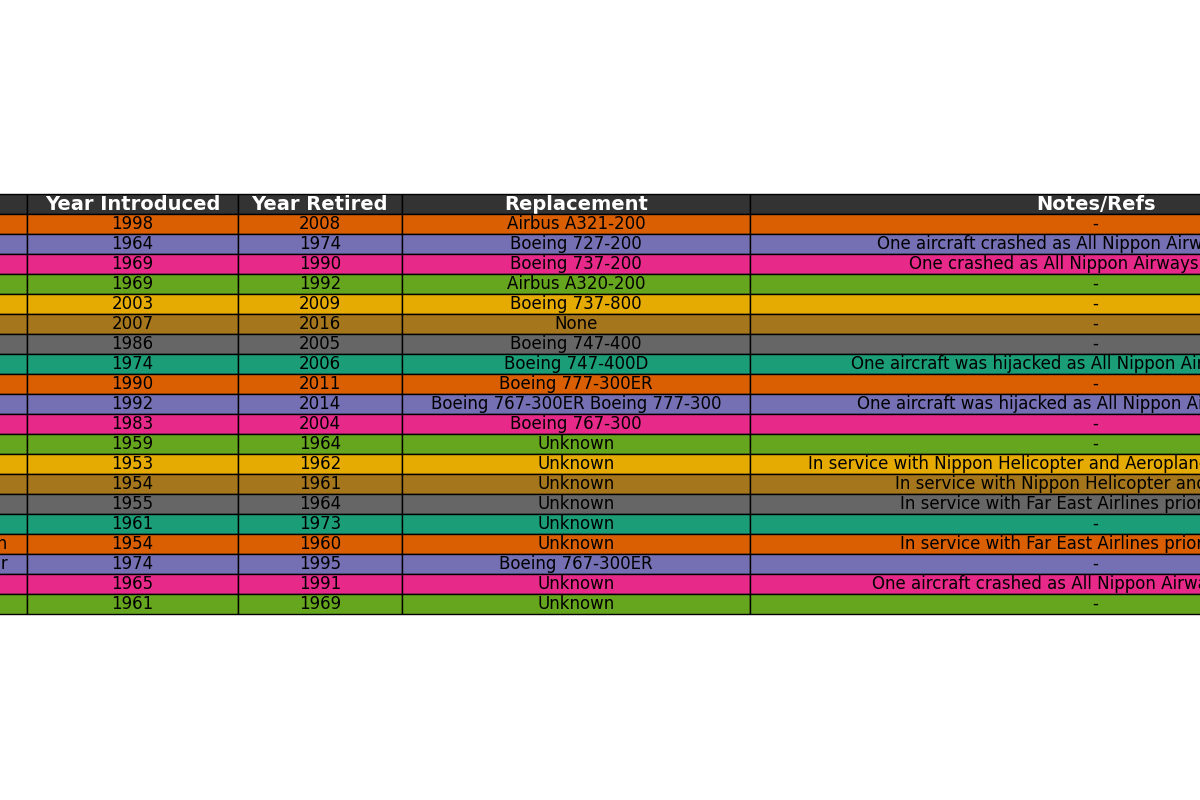 Year Introduced Year Retired Replacement Notes/Refs
1998 2008 Airbus A321-200 -
1964 1974 Boeing 727-200 One aircraft crashed as All Nippon Airw
1969 1990 Boeing 737-200 One crashed as All Nippon Airways
1969 1992 Airbus A320-200 -
2003 2009 Boeing 737-800 -
2007 2016 None -
1986 2005 Boeing 747-400 -
1974 2006 Boeing 747-400D One aircraft was hijacked as All Nippon Air
1990 2011 Boeing 777-300ER -
1992 2014 Boeing 767-300ER Boeing 777-300 One aircraft was hijacked as All Nippon Ai
1983 2004 Boeing 767-300 -
1959 1964 Unknown -
1953 1962 Unknown In service with Nippon Helicopter and Aeroplan
1954 1961 Unknown In service with Nippon Helicopter and
1955 1964 Unknown In service with Far East Airlines prior
1961 1973 Unknown -
n 1954 1960 Unknown In service with Far East Airlines prior
r 1974 1995 Boeing 767-300ER -
1965 1991 Unknown One aircraft crashed as All Nippon Airwa
1961 1969 Unknown -